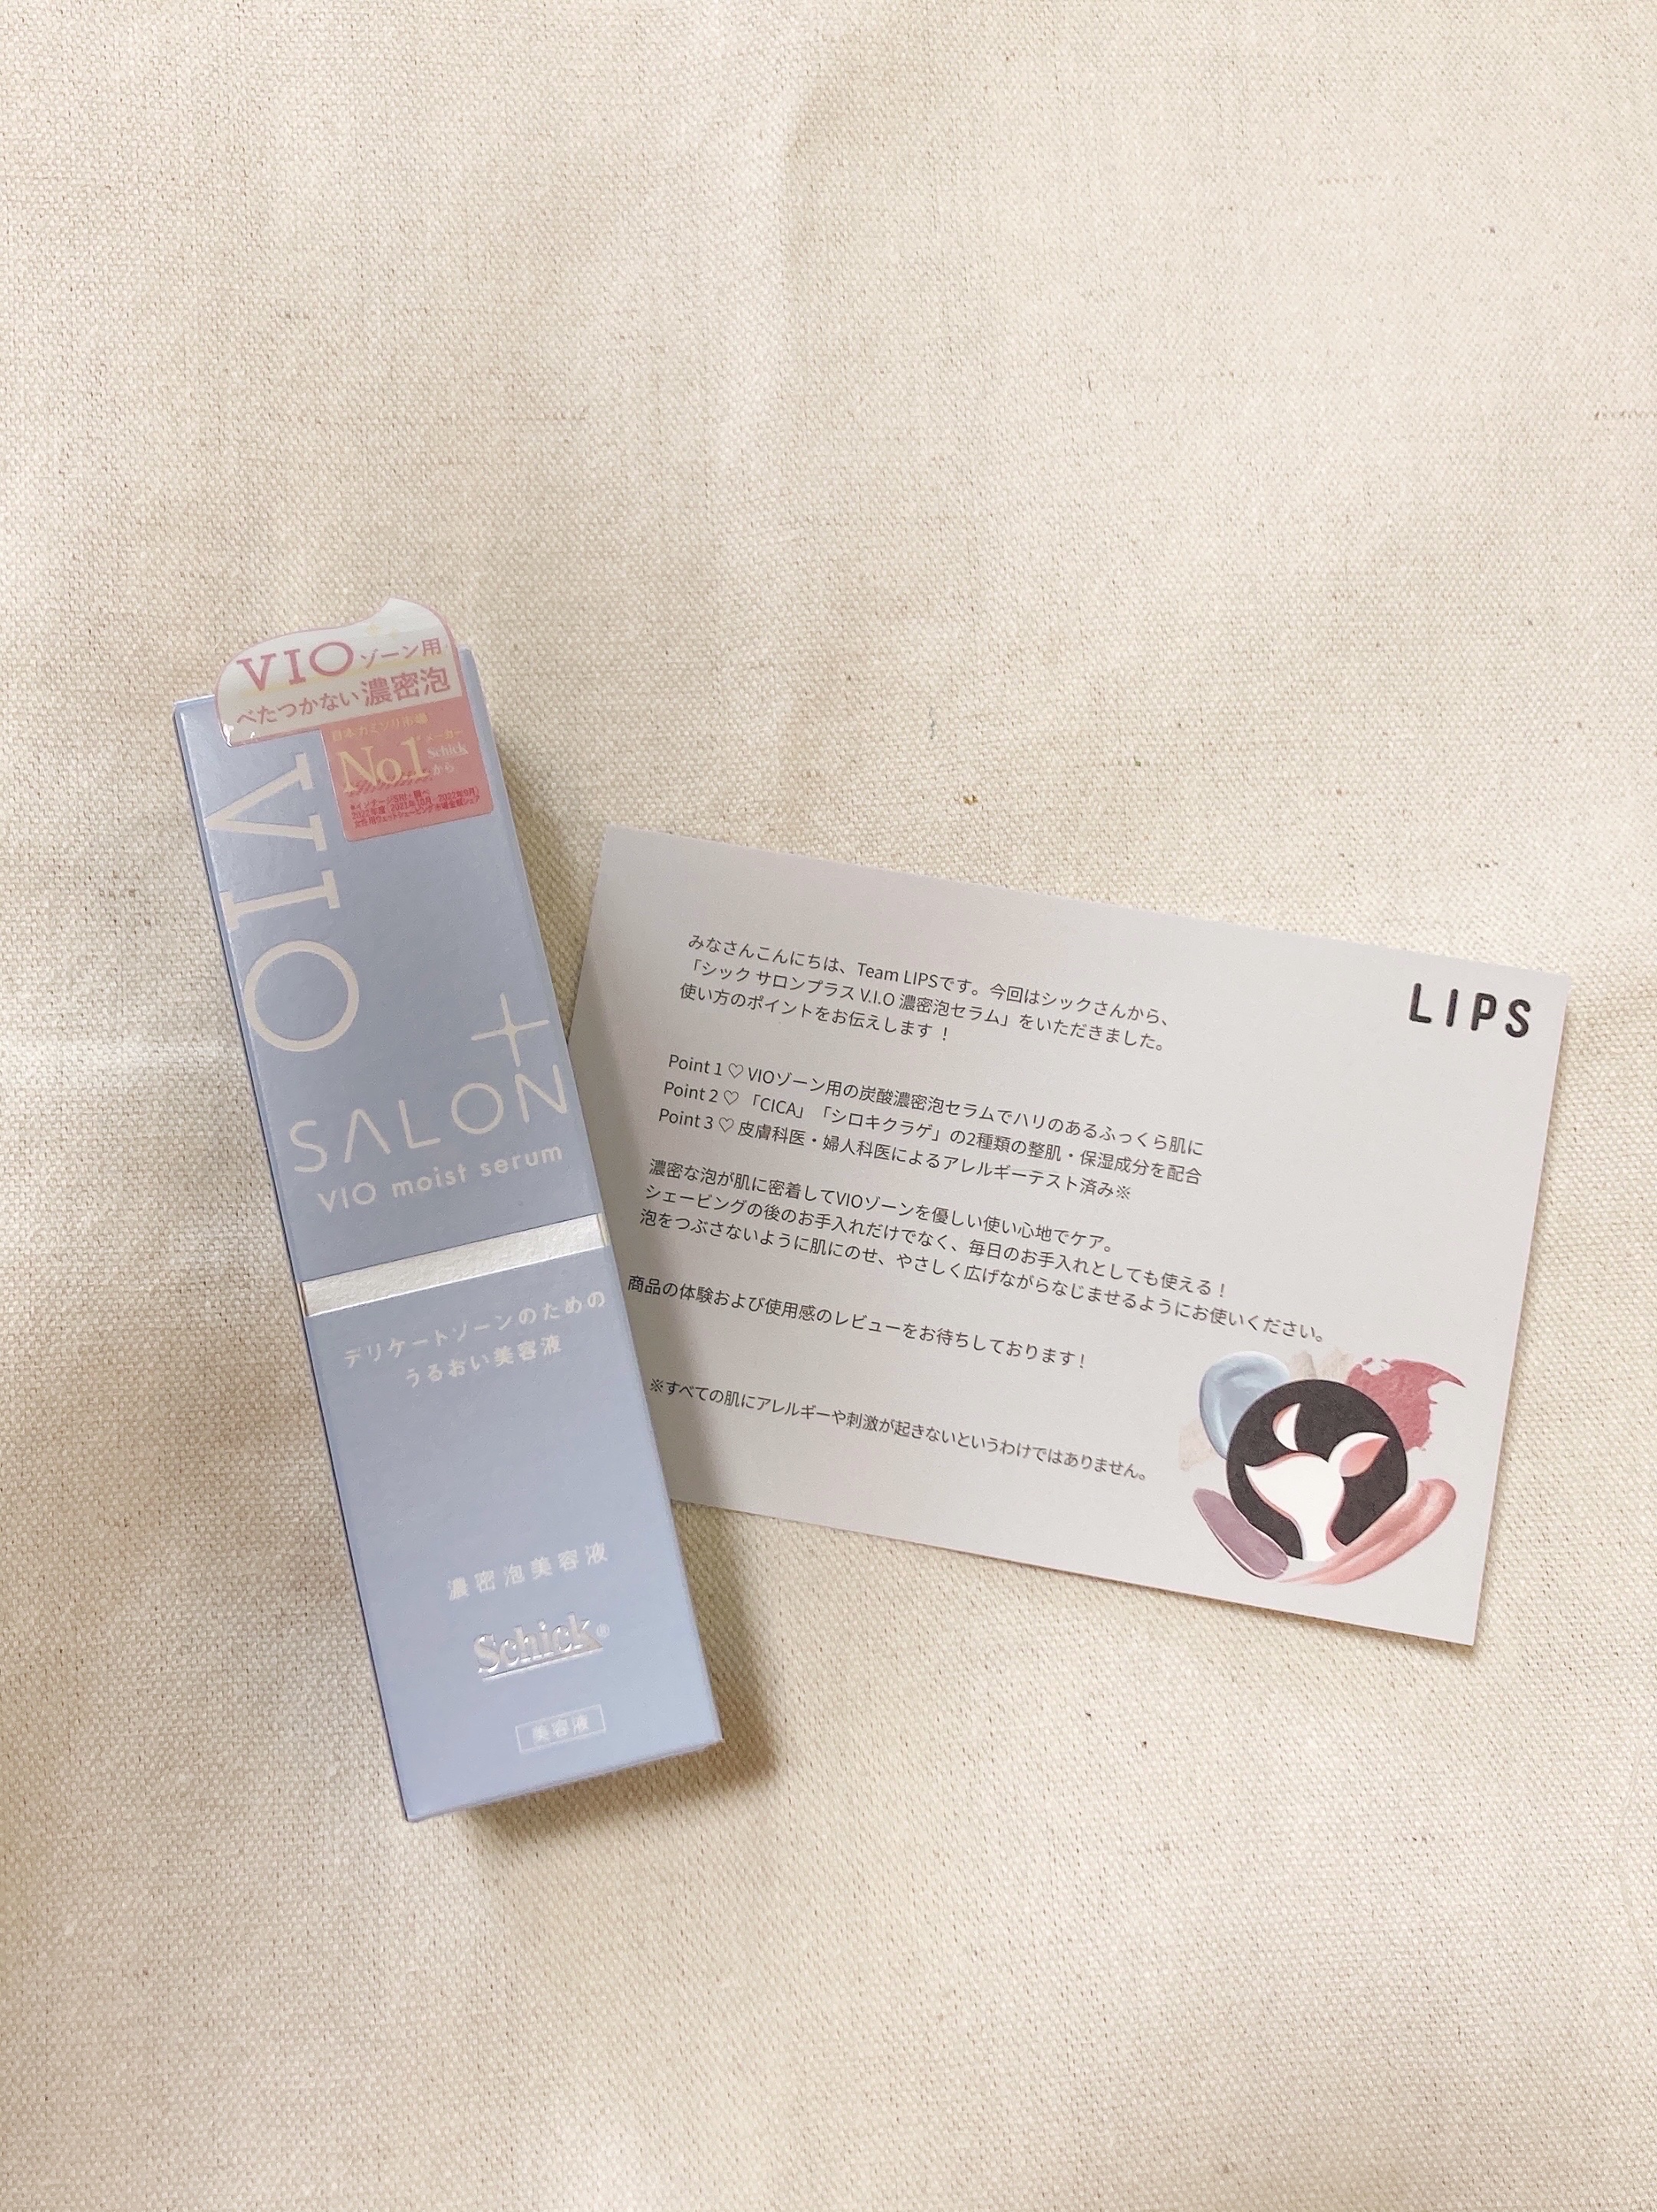 VIOゾーン用
べたつかない濃密泡
日本カミソリ市場
No.1※メーカー
Schick
から
VIO
SALON
VIO moist serum
デリケートゾーンのための
うるおい美容液
濃密泡美容液
Schick®
美容液
LIPS
みなさんこんにちは、Team LIPSです。今回はシックさんから、
「シック サロンプラス V.I.O 濃密泡セラム」をいただきました。
使い方のポイントをお伝えします！
Point 1 ♡ VIOゾーン用の炭酸濃密泡セラムでハリのあるふっくら肌に
Point 2 ♡ 「CICA」「シロキクラゲ」の2種類の整肌・保湿成分を配合
Point 3 ♡ 皮膚科医・婦人科医によるアレルギーテスト済み※
濃密な泡が肌に密着してVIOゾーンを優しい使い心地でケア。
シェービングの後のお手入れだけでなく、毎日のお手入れとしても使える！
泡をつぶさないように肌にのせ、やさしく広げながらなじませるようにお使いください。
商品の体験および使用感のレビューをお待ちしております！
※すべての肌にアレルギーや刺激が起きないというわけではありません。